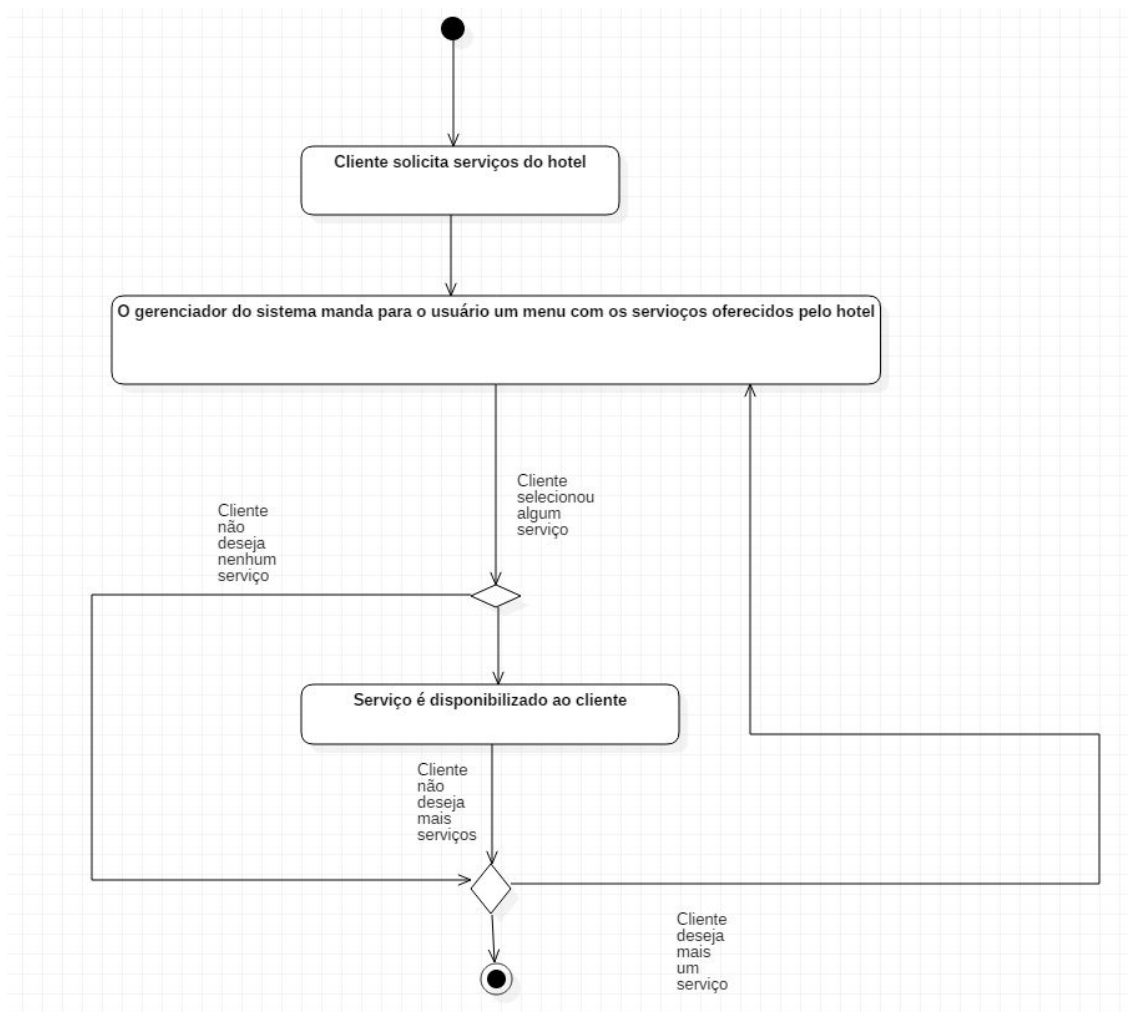 Cliente solicita serviços do hotel
O gerenciador do sistema manda para o usuário um menu com os servioços oferecidos pelo hotel
Cliente
selecionou
algum
serviço
Cliente
não
deseja
nenhum
serviço
Serviço é disponibilizado ao cliente
Cliente
não
deseja
mais
serviços
Cliente
deseja
mais
um
serviço